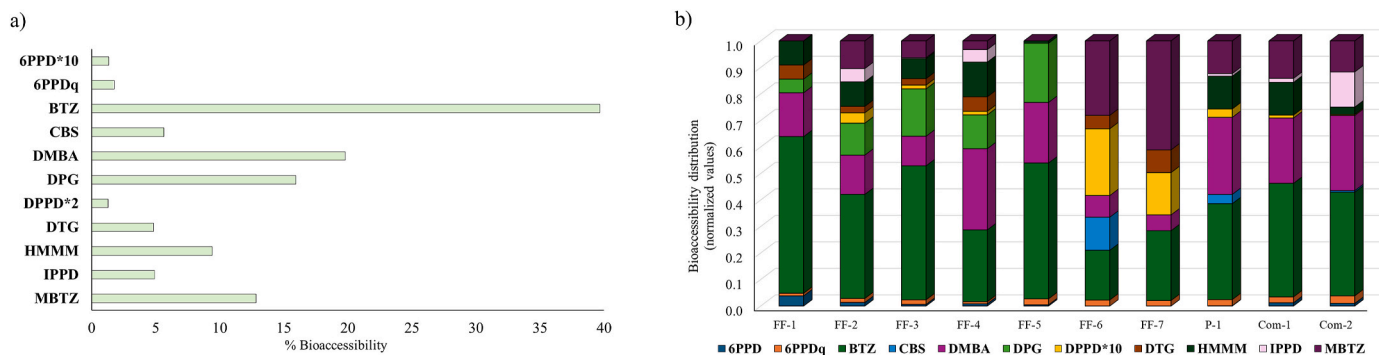 a)
6PPD*10
6PPDq
BTZ
CBS
DMBA
DPG
DPPD*2
DTG
HMMM
IPPD
MBTZ
0 5 10 15 20 25 30 35 40
% Bioaccessibility
b)
Bioaccessibility distribution
(normalized values)
1.0
0.9
0.8
0.7
0.6
0.5
0.4
0.3
0.2
0.1
0.0
FF-1 FF-2 FF-3 FF-4 FF-5 FF-6 FF-7 P-1 Com-1 Com-2
6PPD 6PPDq BTZ CBS DMBA DPG DPPD*10 DTG HMMM IPPD MBTZ